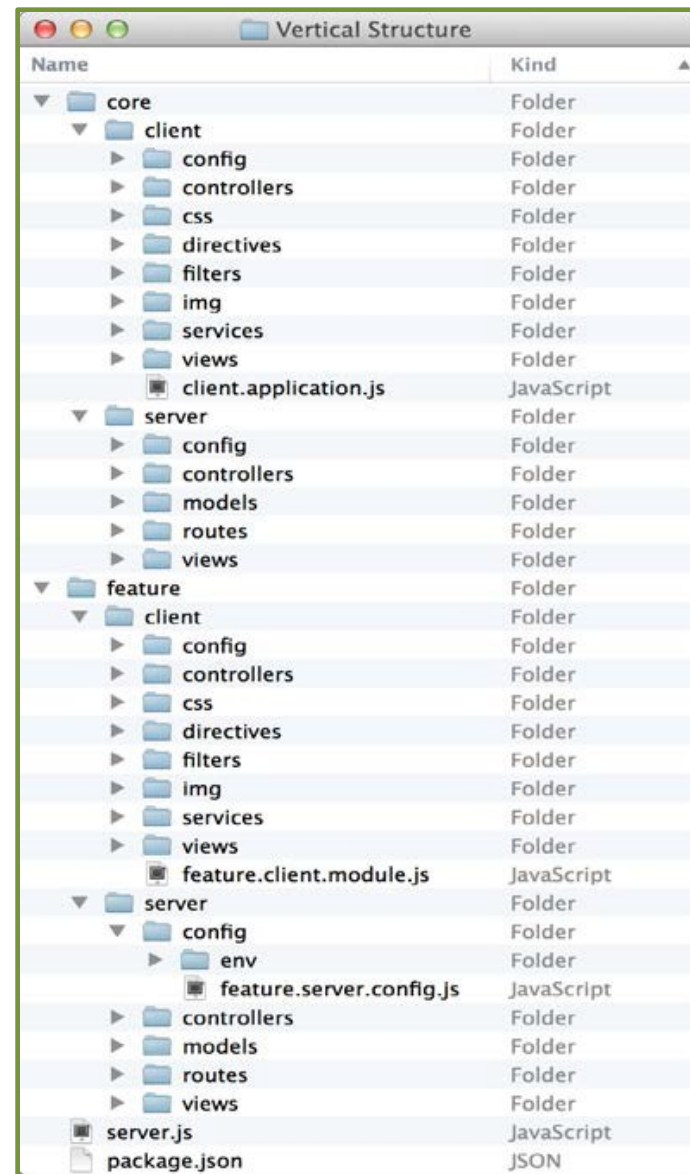 Vertical Structure
Name Kind
core Folder
client Folder
config Folder
controllers Folder
css Folder
directives Folder
filters Folder
img Folder
services Folder
views Folder
client.application.js JavaScript
server Folder
config Folder
controllers Folder
models Folder
routes Folder
views Folder
feature Folder
client Folder
config Folder
controllers Folder
css Folder
directives Folder
filters Folder
img Folder
services Folder
views Folder
feature.client.module.js JavaScript
server Folder
config Folder
env Folder
feature.server.config.js JavaScript
controllers Folder
models Folder
routes Folder
views Folder
server.js JavaScript
package.json JSON